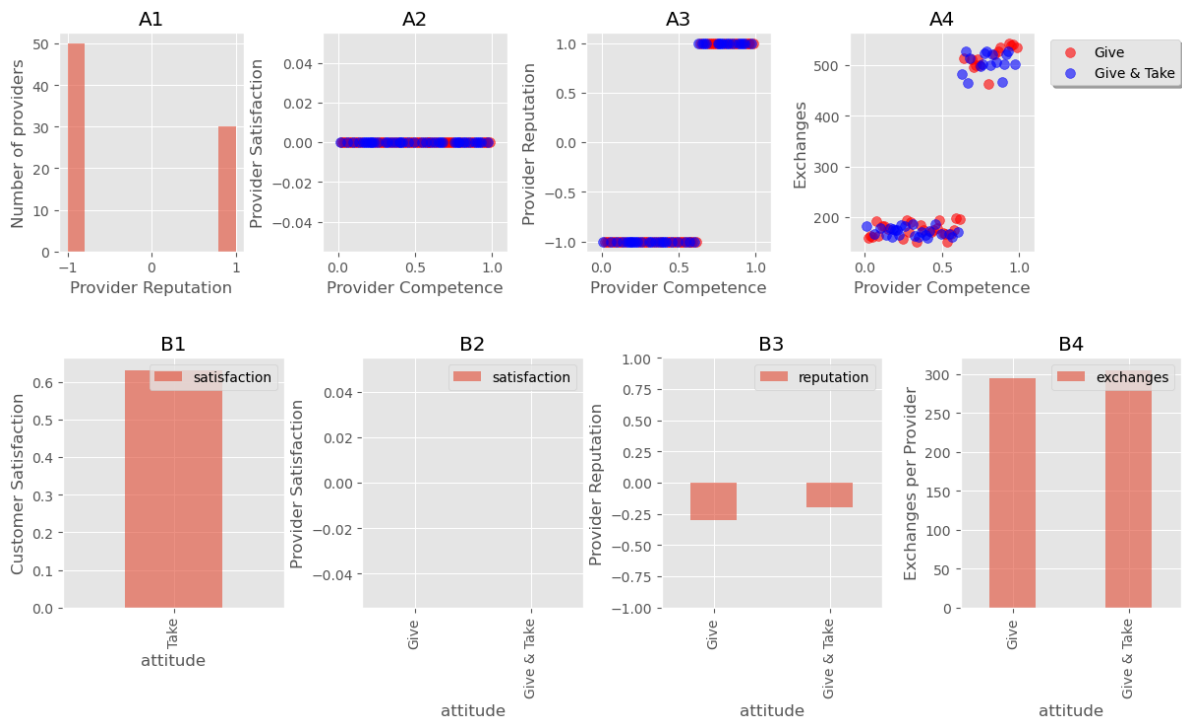 A1
Number of providers
50
40
30
20
10
0
−1
0
1
Provider Reputation
A2
Provider Satisfaction
0.04
0.02
0.00
−0.02
−0.04
0.0
0.5
1.0
Provider Competence
A3
Provider Reputation
1.0
0.5
0.0
−0.5
−1.0
0.0
0.5
1.0
Provider Competence
A4
Exchanges
500
400
300
200
0.0
0.5
1.0
Provider Competence
Give
Give & Take
B1
Customer Satisfaction
0.6
0.5
0.4
0.3
0.2
0.1
0.0
satisfaction
Take
attitude
B2
Provider Satisfaction
0.04
0.02
0.00
−0.02
−0.04
satisfaction
Give
Give & Take
attitude
B3
Provider Reputation
1.00
0.75
0.50
0.25
0.00
−0.25
−0.50
−0.75
−1.00
reputation
Give
Give & Take
attitude
B4
Exchanges per Provider
300
250
200
150
100
50
0
exchanges
Give
Give & Take
attitude